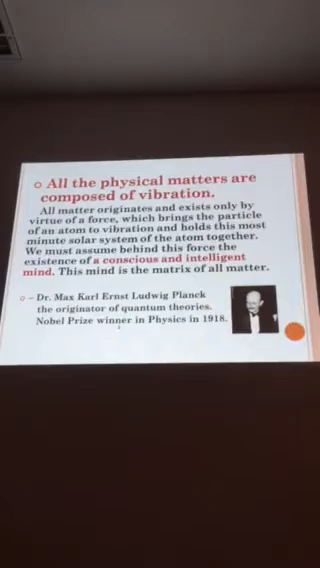 All the physical matters are
composed of vibration.
All matter originates and exists only by
virtue of a force, which brings the particle
of an atom to vibration and holds this most
minute solar system of the atom together.
We must assume behind this force the
existence of a conscious and intelligent
mind. This mind is the matrix of all matter.
– Dr. Max Karl Ernst Ludwig Planck
the originator of quantum theories.
Nobel Prize winner in Physics in 1918.